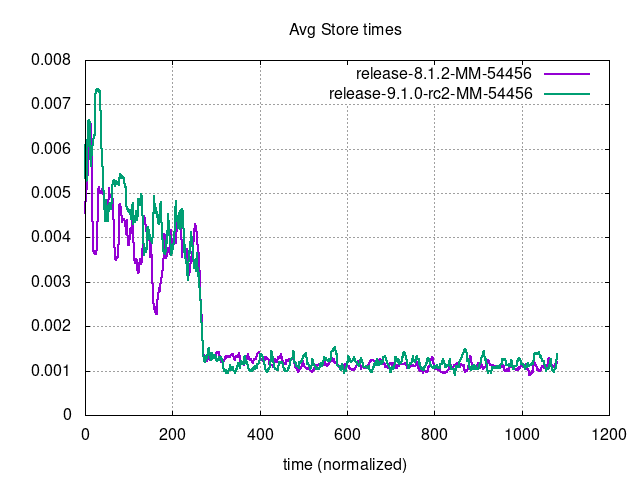 Avg Store times
release-8.1.2-MM-54456
release-9.1.0-rc2-MM-54456
0.008
0.007
0.006
0.005
0.004
0.003
0.002
0.001
0
0 200 400 600 800 1000 1200
time (normalized)